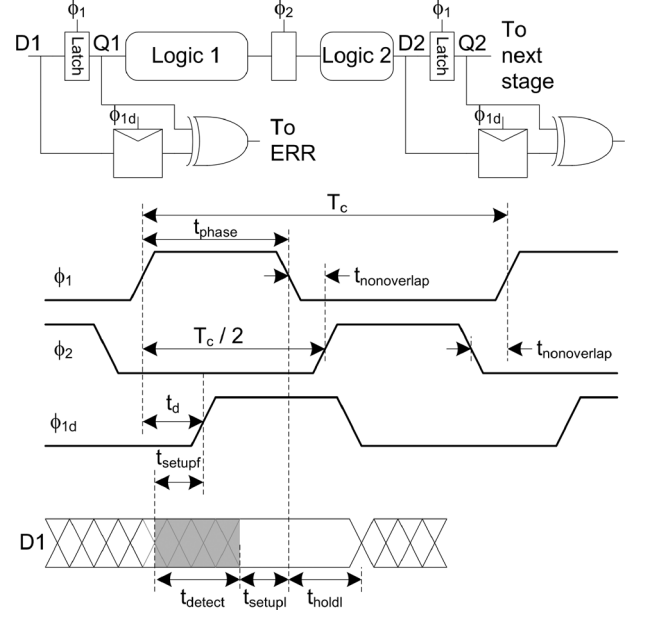 ϕ1 ϕ2 ϕ1
D1 Latch Q1 Logic 1 Logic 2 D2 Latch Q2 To next stage
ϕ1d To ERR ϕ1d
Tc
tphase
ϕ1 tnonoverlap
ϕ2 Tc / 2 tnonoverlap
td
ϕ1d
tsetupf
D1
tdetect tsetupl tholdl